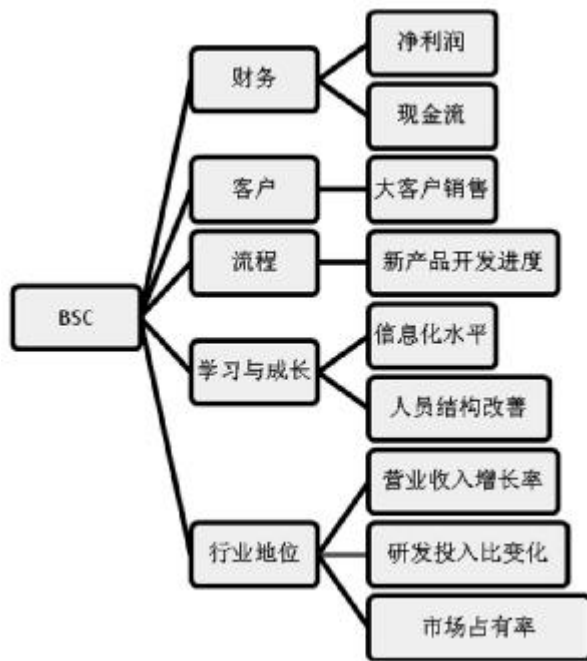 净利润
财务
现金流
客户
大客户销售
流程
新产品开发进度
BSC
信息化水平
学习与成长
人员结构改善
营业收入增长率
行业地位
研发投入比变化
市场占有率